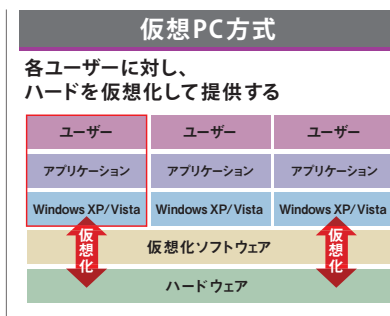 仮想PC方式
各ユーザーに対し、
ハードを仮想化して提供する
ユーザー ユーザー ユーザー
アプリケーション アプリケーション アプリケーション
Windows XP/Vista Windows XP/Vista Windows XP/Vista
仮想化 仮想化ソフトウェア 仮想化
ハードウェア